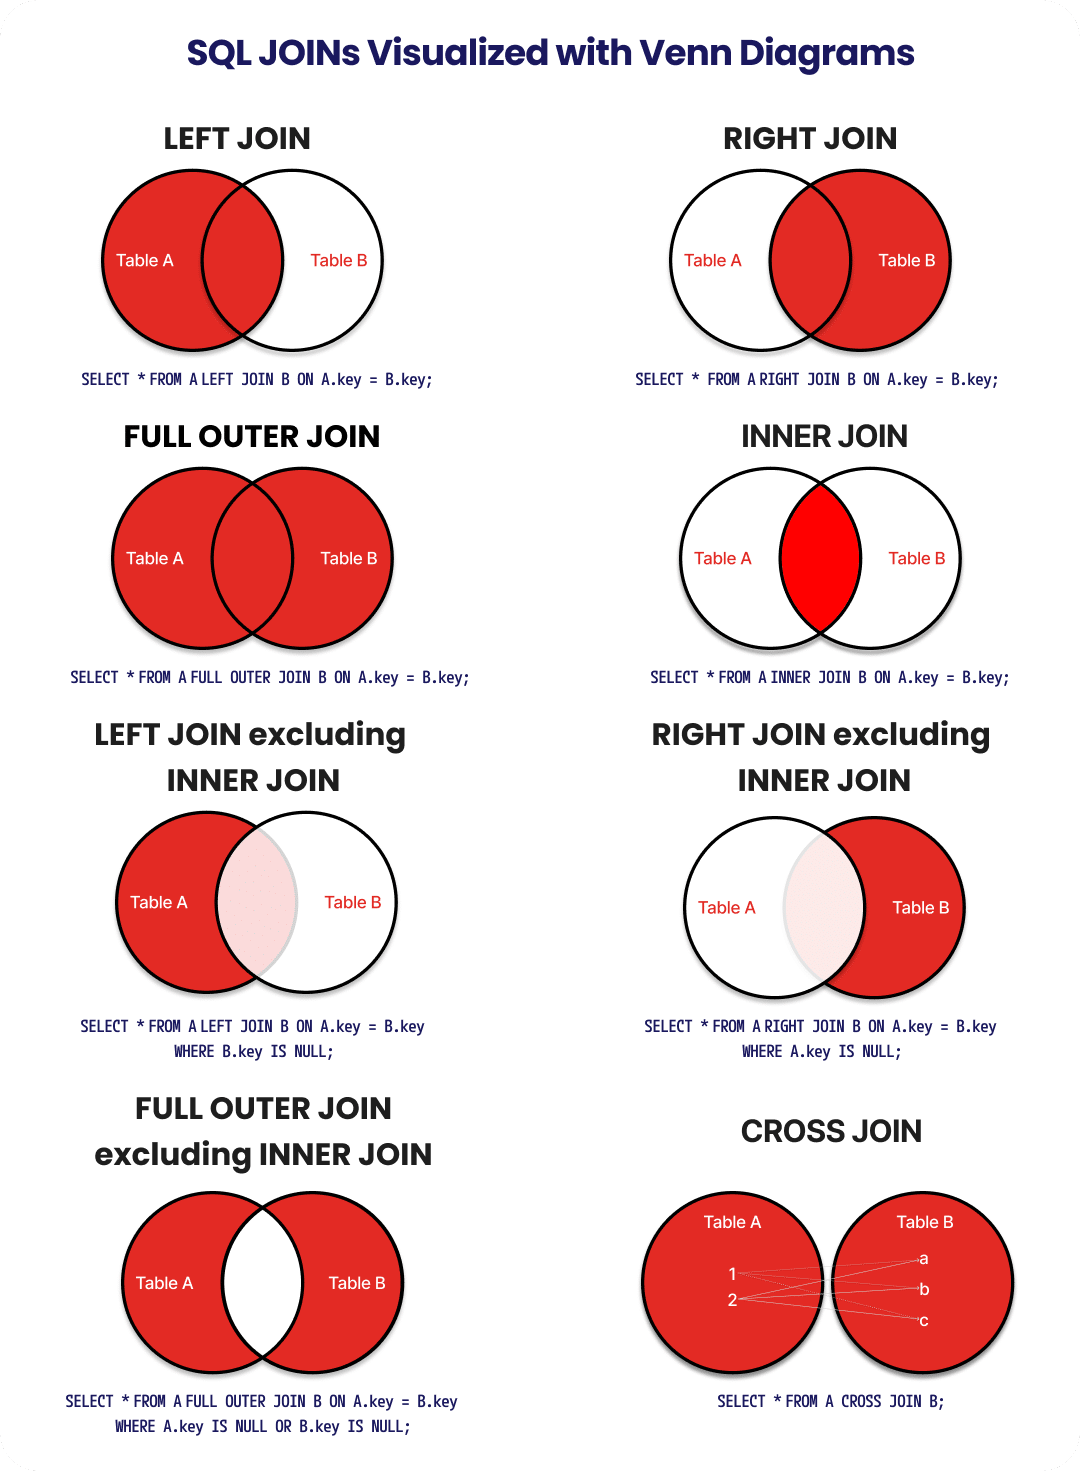 SQL JOINs Visualized with Venn Diagrams
LEFT JOIN
Table A
Table B
SELECT * FROM A LEFT JOIN B ON A.key = B.key;
RIGHT JOIN
Table A
Table B
SELECT * FROM A RIGHT JOIN B ON A.key = B.key;
FULL OUTER JOIN
Table A
Table B
SELECT * FROM A FULL OUTER JOIN B ON A.key = B.key;
INNER JOIN
Table A
Table B
SELECT * FROM A INNER JOIN B ON A.key = B.key;
LEFT JOIN excluding
INNER JOIN
Table A
Table B
SELECT * FROM A LEFT JOIN B ON A.key = B.key
WHERE B.key IS NULL;
RIGHT JOIN excluding
INNER JOIN
Table A
Table B
SELECT * FROM A RIGHT JOIN B ON A.key = B.key
WHERE A.key IS NULL;
FULL OUTER JOIN
excluding INNER JOIN
Table A
Table B
SELECT * FROM A FULL OUTER JOIN B ON A.key = B.key
WHERE A.key IS NULL OR B.key IS NULL;
CROSS JOIN
Table A
1
2
Table B
a
b
c
SELECT * FROM A CROSS JOIN B;